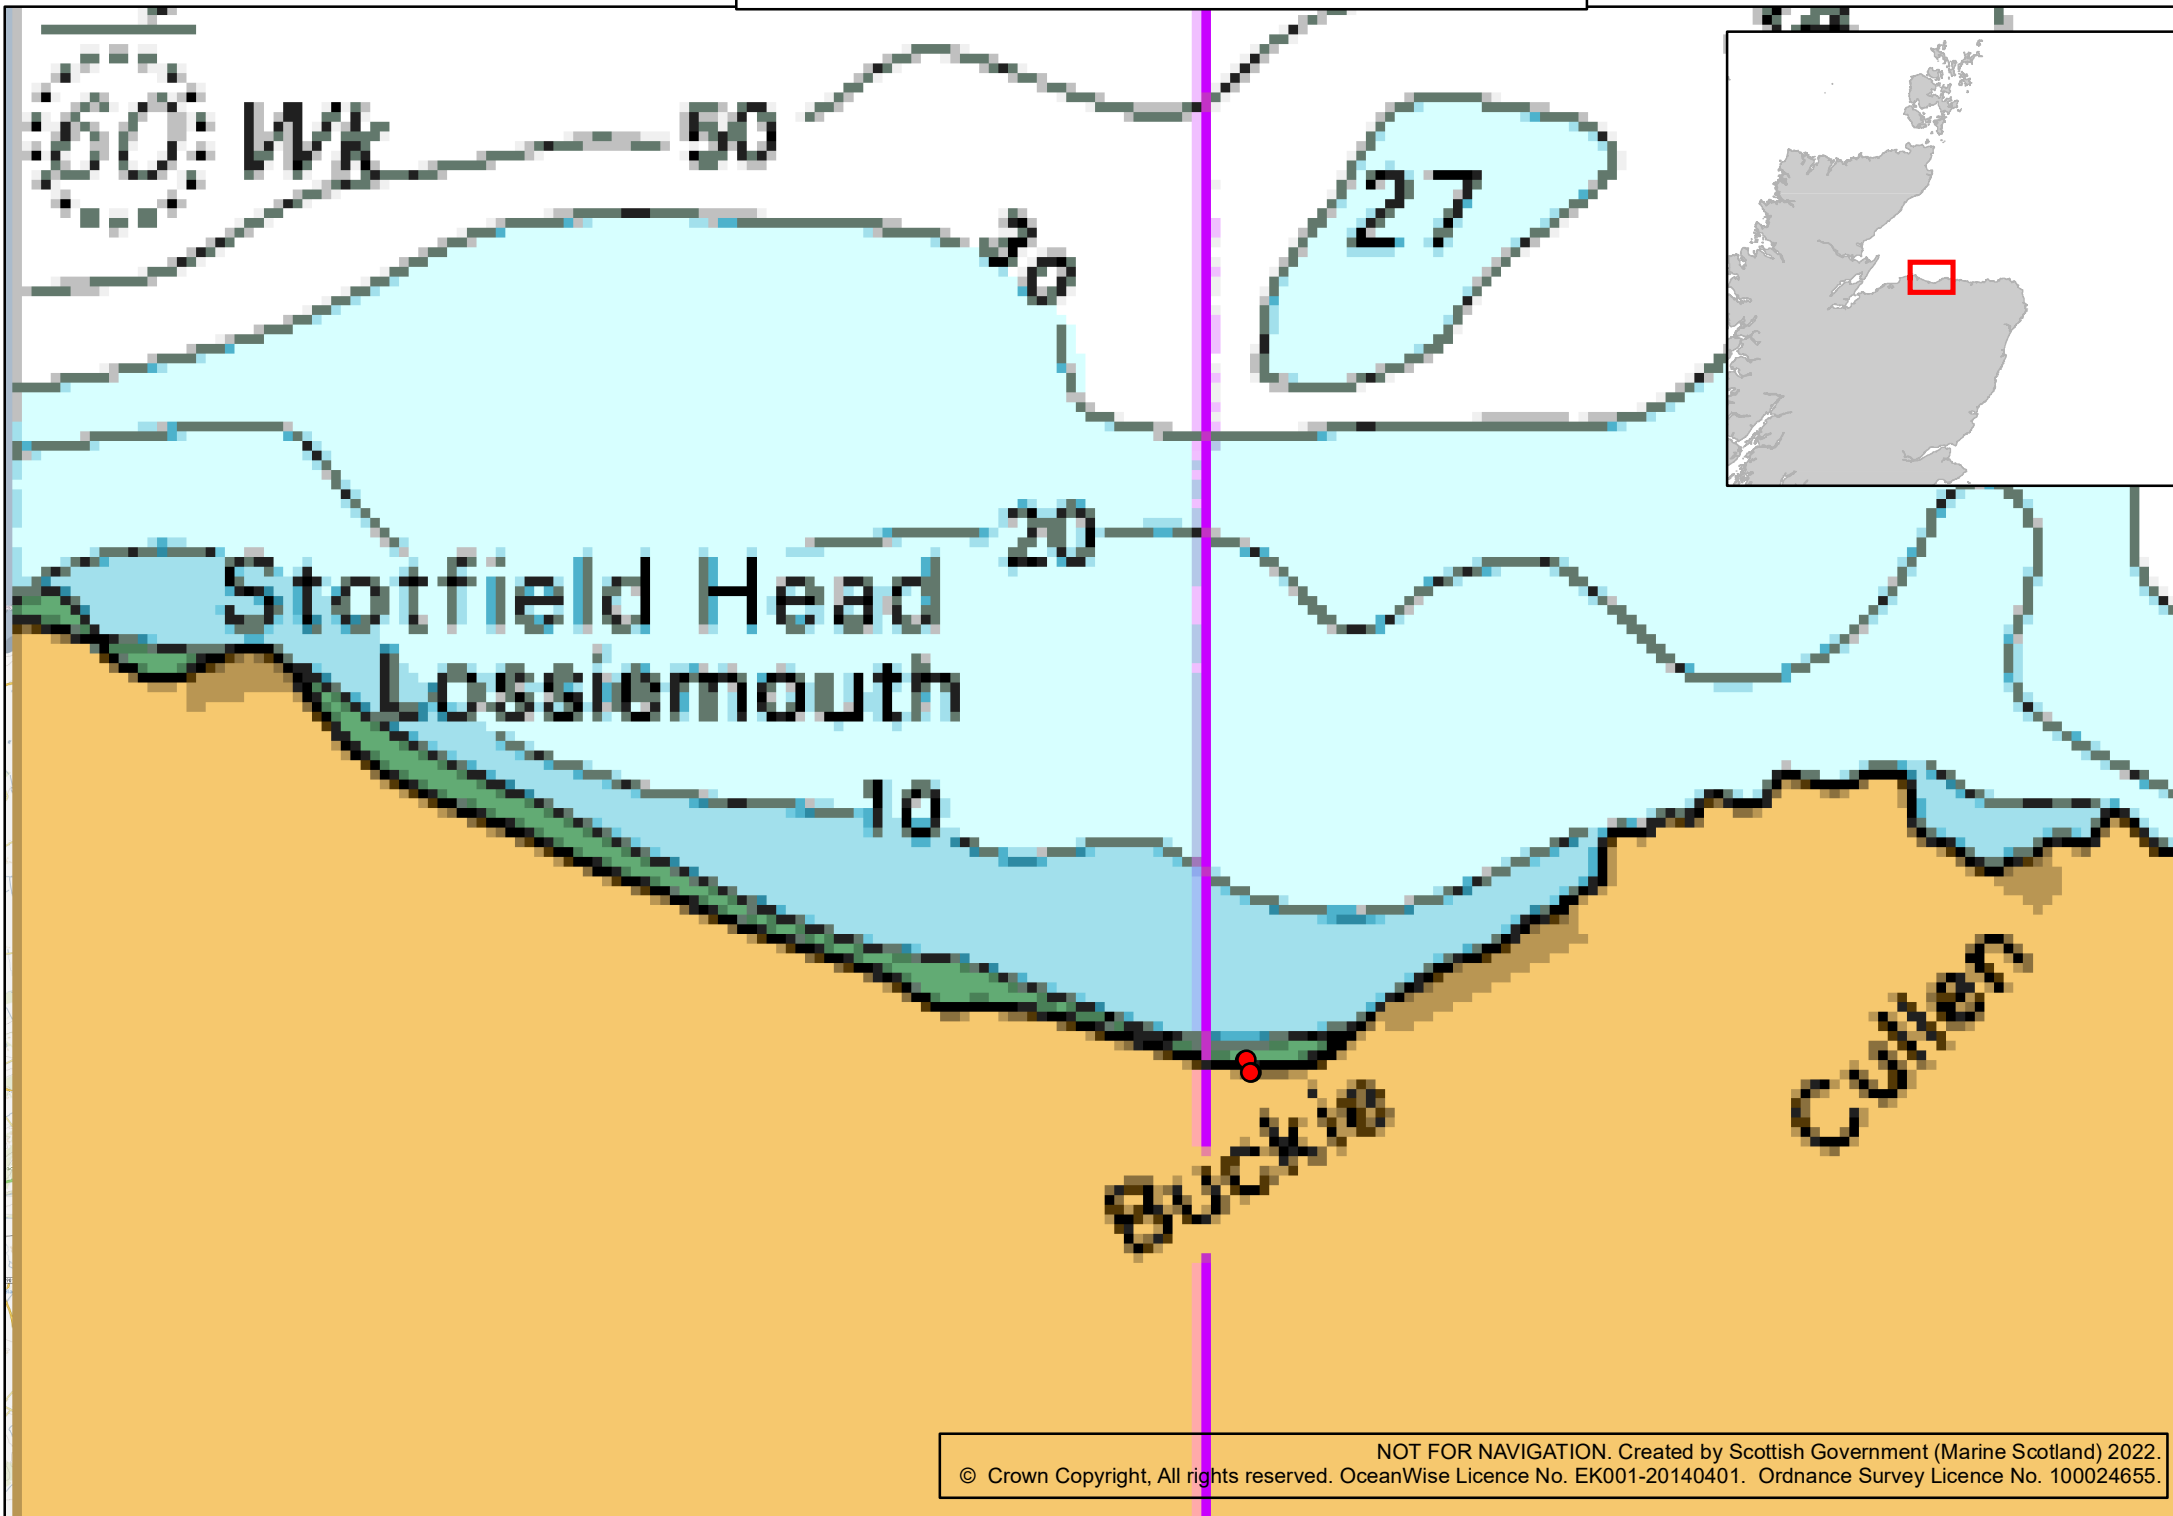 60 Wk
50
27
30
20
Stotfield Head
Lossiemouth
10
Buckie
Cullen
NOT FOR NAVIGATION. Created by Scottish Government (Marine Scotland) 2022.
© Crown Copyright, All rights reserved. OceanWise Licence No. EK001-20140401. Ordnance Survey Licence No. 100024655.